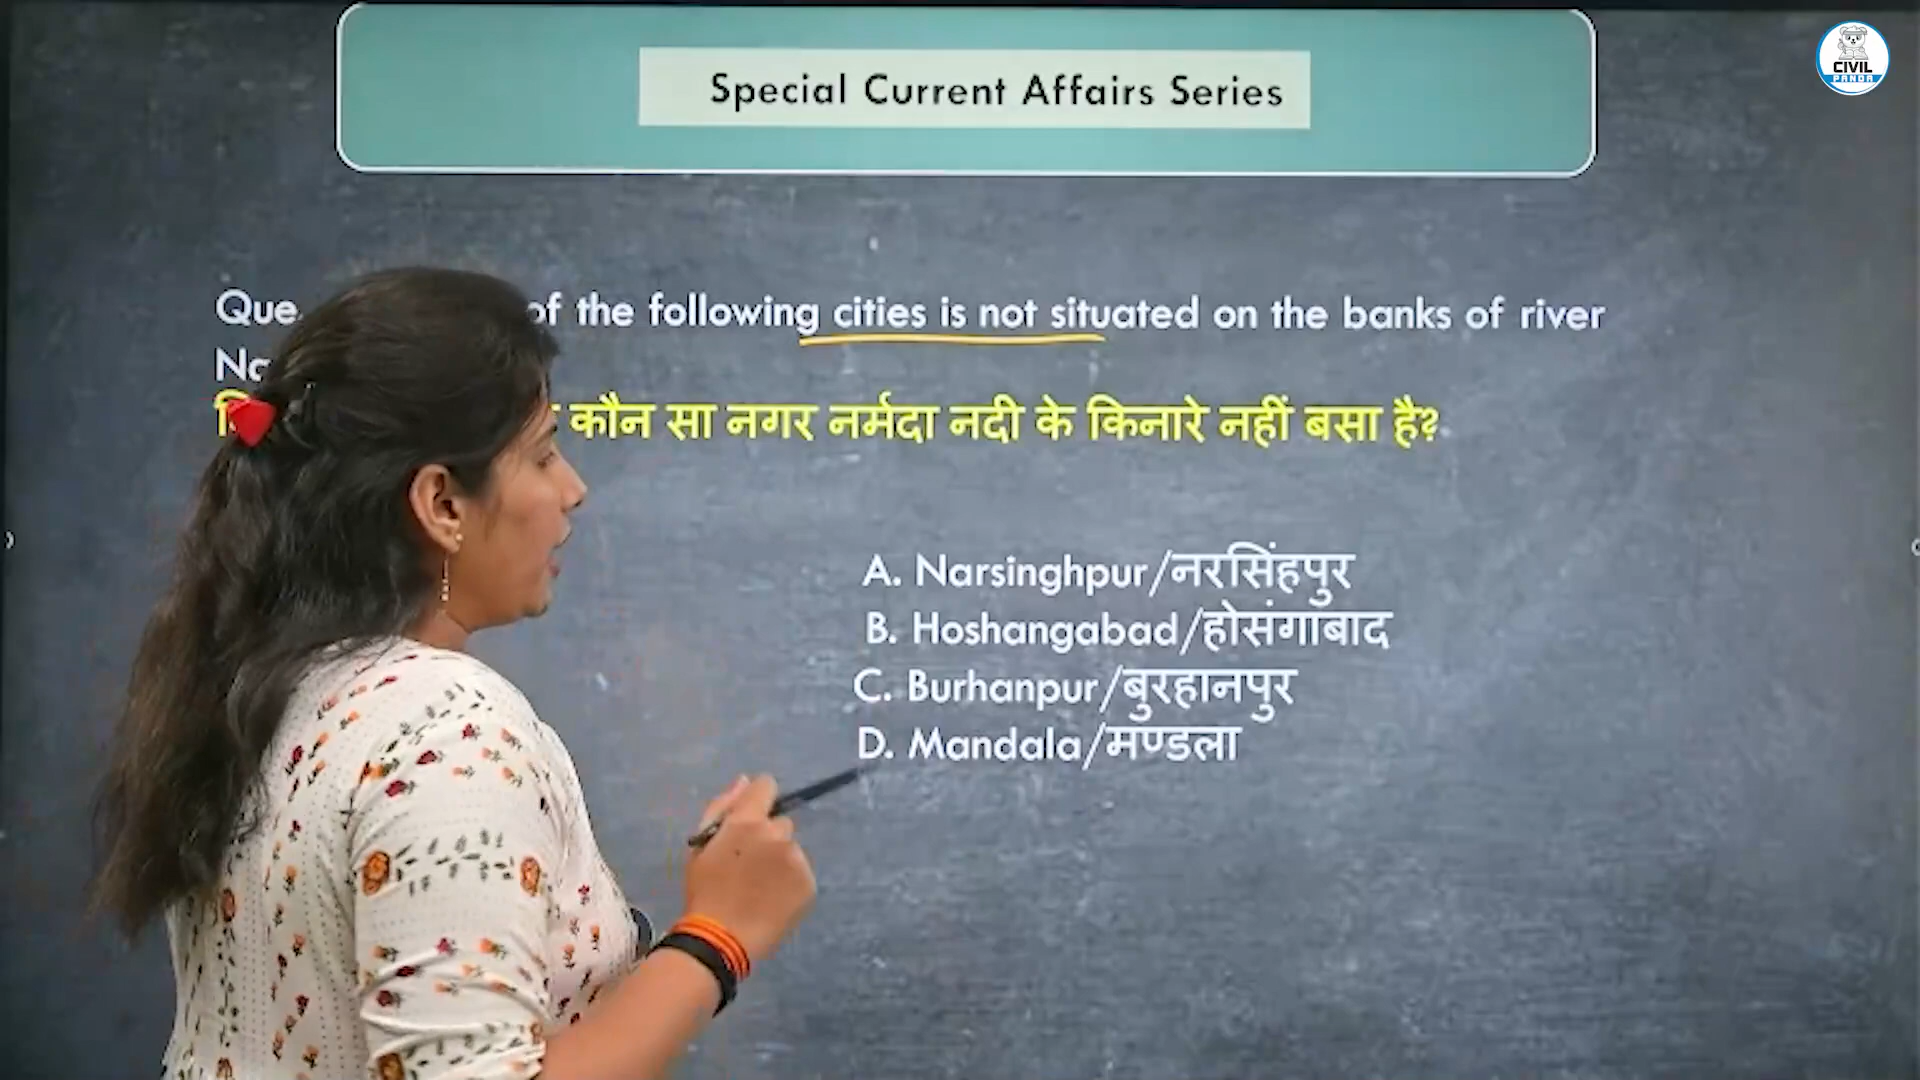 CIVIL
PANDA
Special Current Affairs Series
Que of the following cities is not situated on the banks of river
कौन सा नगर नर्मदा नदी के किनारे नहीं बसा है?
A. Narsinghpur/नरसिंहपुर
B. Hoshangabad/होसंगाबाद
C. Burhanpur/बुरहानपुर
D. Mandala/मण्डला